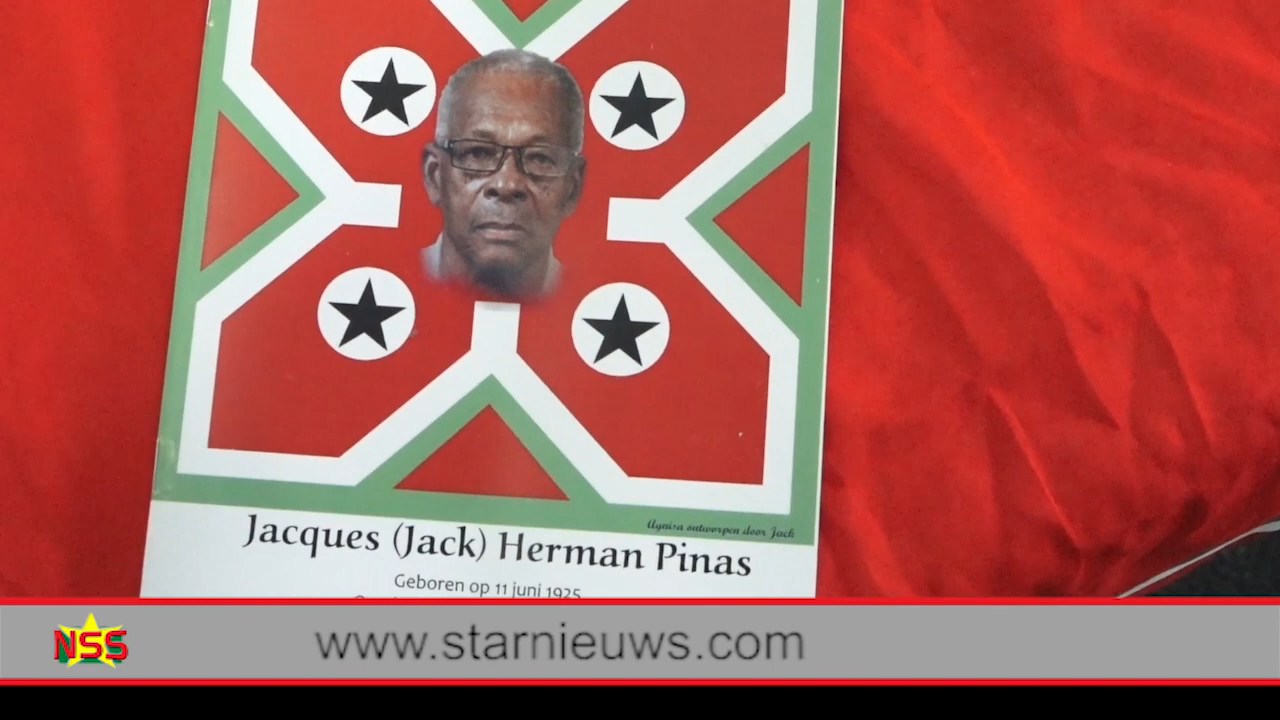 Agaisa ontworpen door Jack
Jacques (Jack) Herman Pinas
Geboren op 11 juni 1925
NSS
www.starnieuws.com